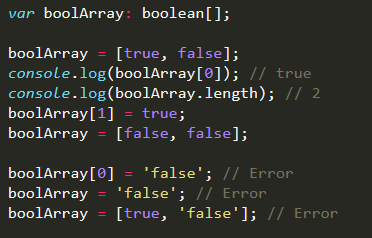 var boolArray: boolean[];
boolArray = [true, false];
console.log(boolArray[0]); // true
console.log(boolArray.length); // 2
boolArray[1] = true;
boolArray = [false, false];
boolArray[0] = 'false'; // Error
boolArray = 'false'; // Error
boolArray = [true, 'false']; // Error